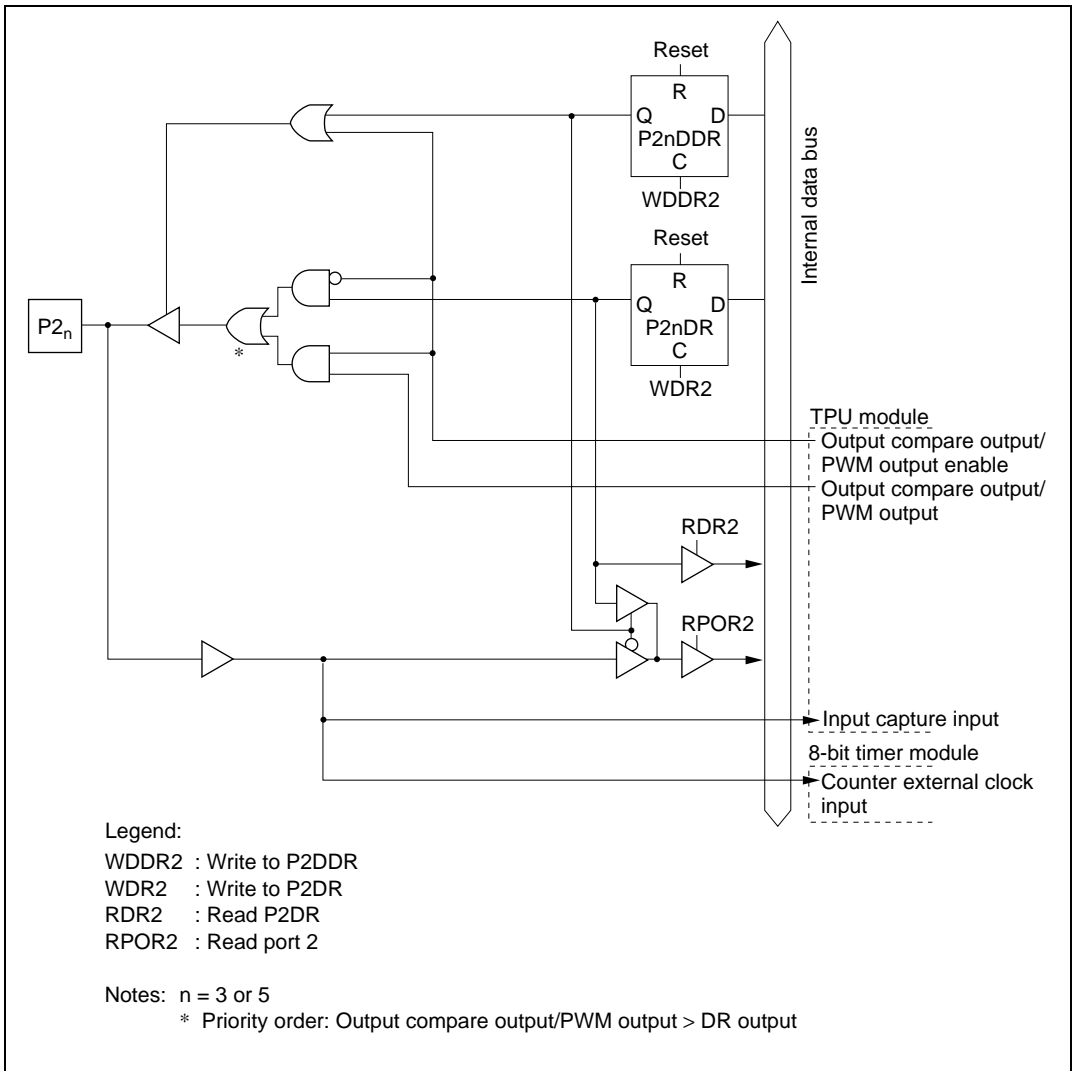 Reset
R
Q D
P2nDDR
C
WDDR2
Reset
R
Q D
P2nDR
C
WDR2
Internal data bus
P2n
*
TPU module
Output compare output/
PWM output enable
Output compare output/
PWM output
RDR2
RPOR2
Input capture input
8-bit timer module
Counter external clock
input
Legend:
WDDR2 : Write to P2DDR
WDR2 : Write to P2DR
RDR2 : Read P2DR
RPOR2 : Read port 2
Notes: n = 3 or 5
* Priority order: Output compare output/PWM output > DR output